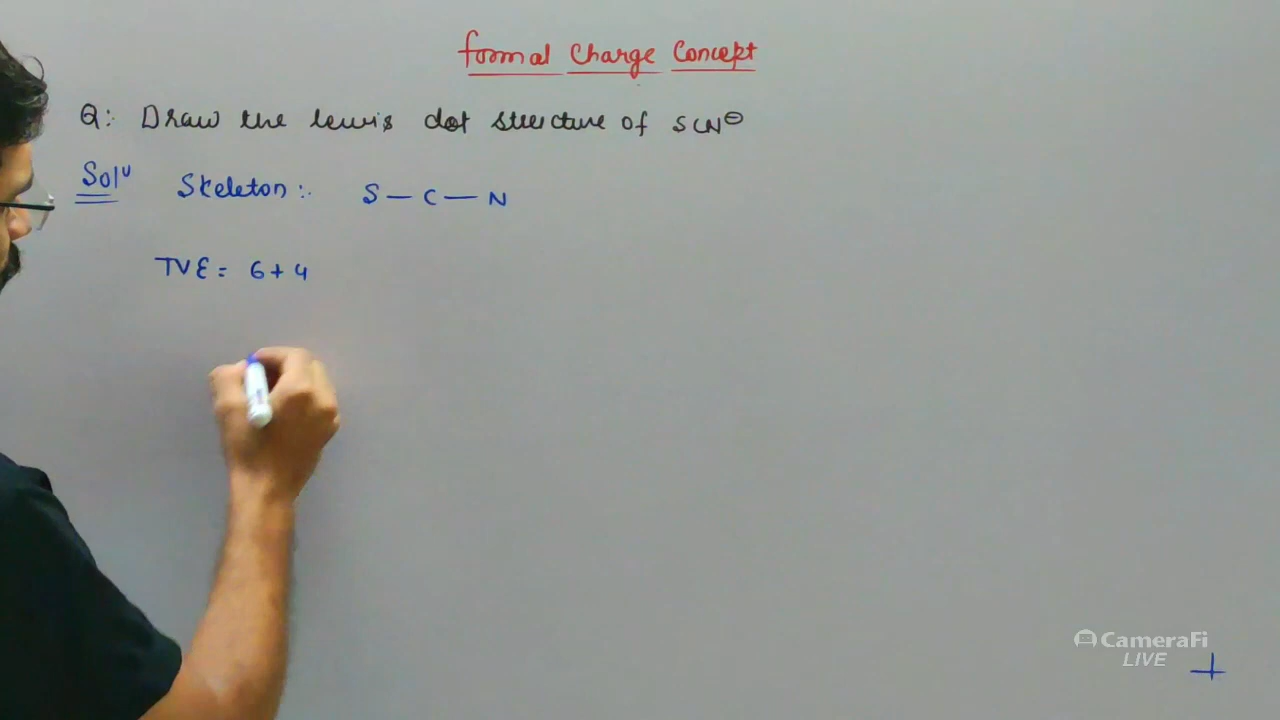 Formal Charge Concept
Q:- Draw the lewis dot structure of SCN⊖
Solⁿ Skeleton:- S — C — N
TVE = 6 + 4
CameraFi
LIVE
+